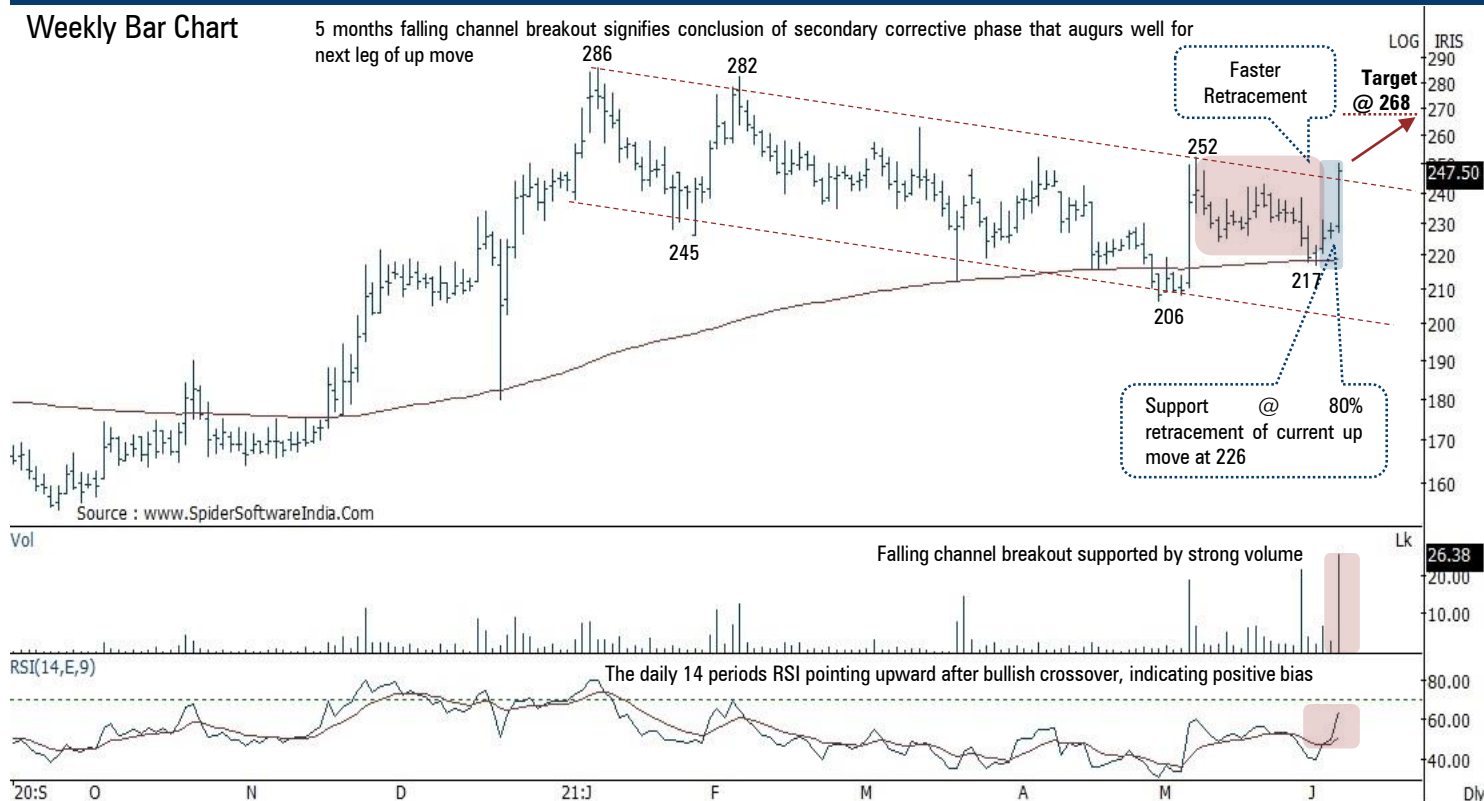 Weekly Bar Chart
5 months falling channel breakout signifies conclusion of secondary corrective phase that augurs well for
next leg of up move
LOG IRIS
286
282
Faster
Retracement
Target
@ 268
252
245
217
206
290
280
270
260
247.50
240
230
220
210
200
190
180
170
160
Support @ 80%
retracement of current up
move at 226
Source : www.SpiderSoftwareIndia.Com
Vol
Falling channel breakout supported by strong volume
Lk
26.38
20.00
10.00
RSI(14,E,9)
The daily 14 periods RSI pointing upward after bullish crossover, indicating positive bias
80.00
60.00
40.00
'20:S O N D 21:J F M A M J DM